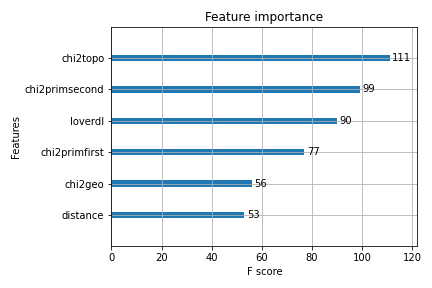 Feature importance
chi2topo
111
chi2primsecond
99
loverdl
90
chi2primfirst
77
chi2geo
56
distance
53
Features
0 20 40 60 80 100 120
F score